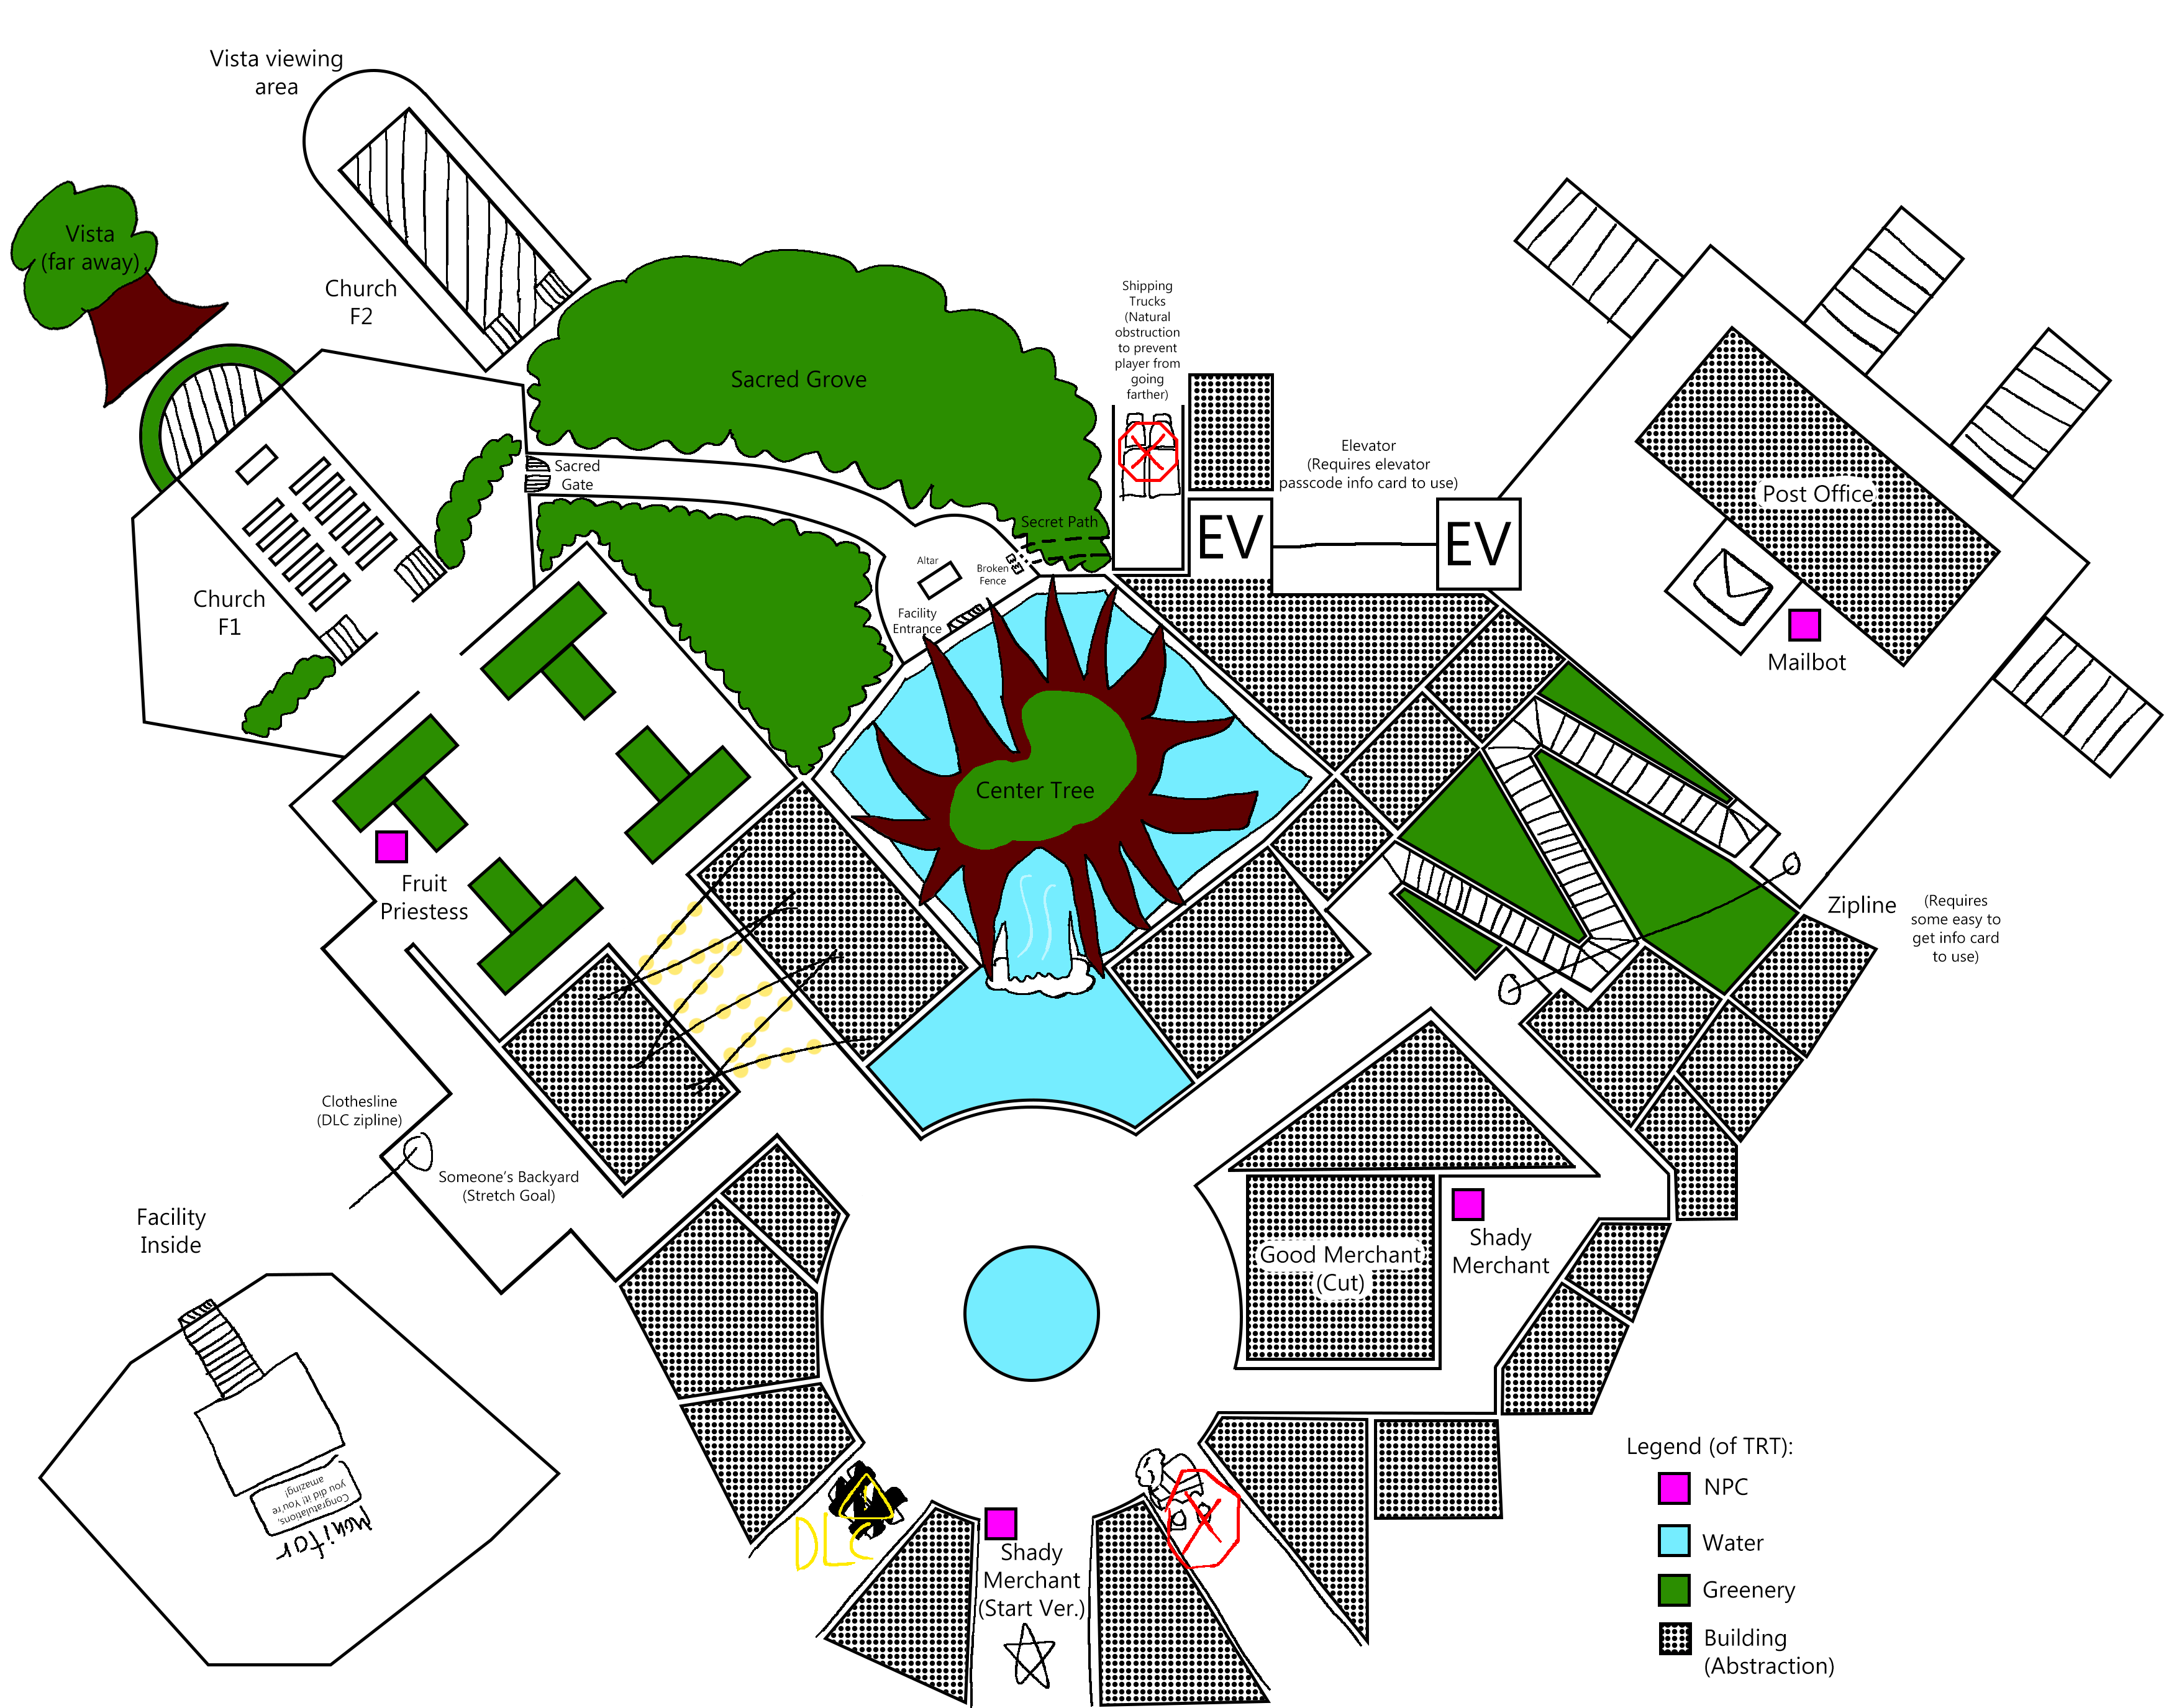 Vista viewing
area
Vista
(far away)
Church
F2
Sacred Grove
Shipping
Trucks
(Natural
obstruction
to prevent
player from
going
farther)
Elevator
(Requires elevator
passcode info card to use)
EV
EV
Post Office
Mailbot
Sacred
Gate
Secret Path
Altar
Broken
Fence
Facility
Entrance
Church
F1
Center Tree
Fruit
Priestess
Zipline
(Requires
some easy to
get info card
to use)
Clothesline
(DLC zipline)
Someone's Backyard
(Stretch Goal)
Facility
Inside
Congratulations,
you did it! You're
amazing!
Monitor
Good Merchant
(Cut)
Shady
Merchant
DLC
Shady
Merchant
(Start Ver.)
Legend (of TRT):
NPC
Water
Greenery
Building
(Abstraction)